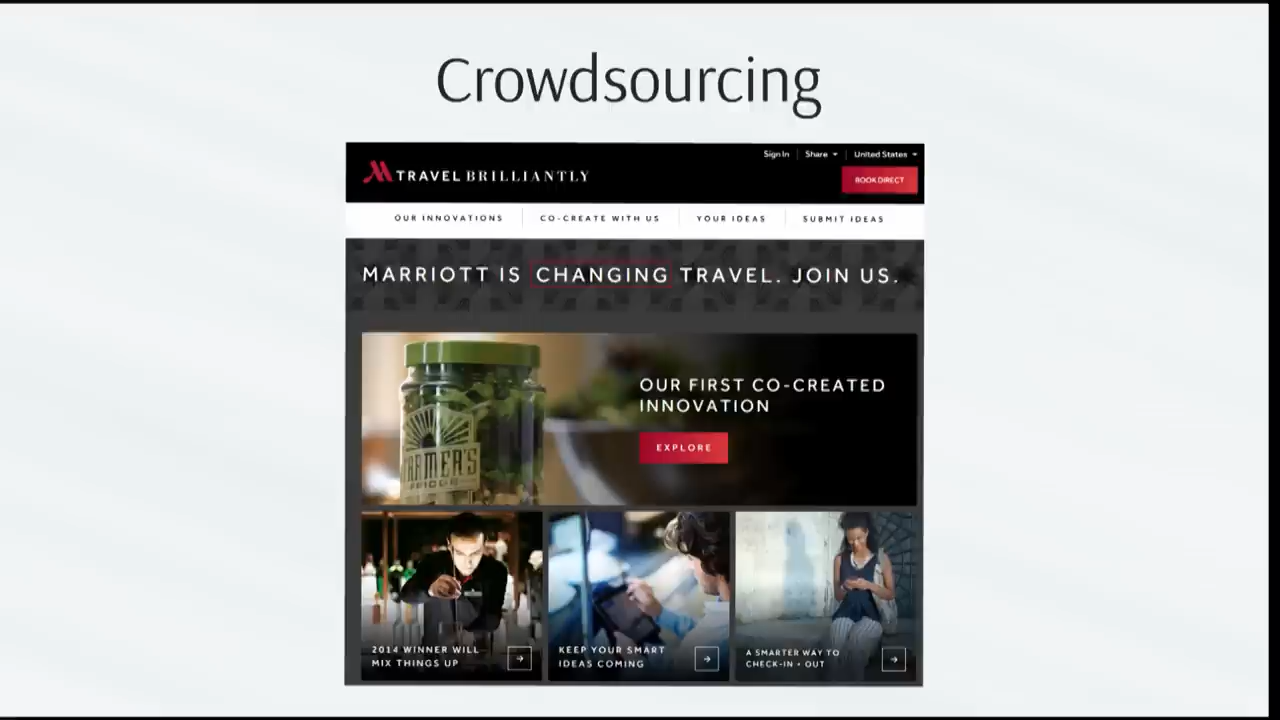 Crowdsourcing
Sign In Share United States
TRAVEL BRILLIANTLY
BOOK DIRECT
OUR INNOVATIONS CO-CREATE WITH US YOUR IDEAS SUBMIT IDEAS
MARRIOTT IS CHANGING TRAVEL. JOIN US.
OUR FIRST CO-CREATED
INNOVATION
EXPLORE
FARMER'S
FRIDGE
2014 WINNER WILL
MIX THINGS UP
KEEP YOUR SMART
IDEAS COMING
A SMARTER WAY TO
CHECK-IN + OUT